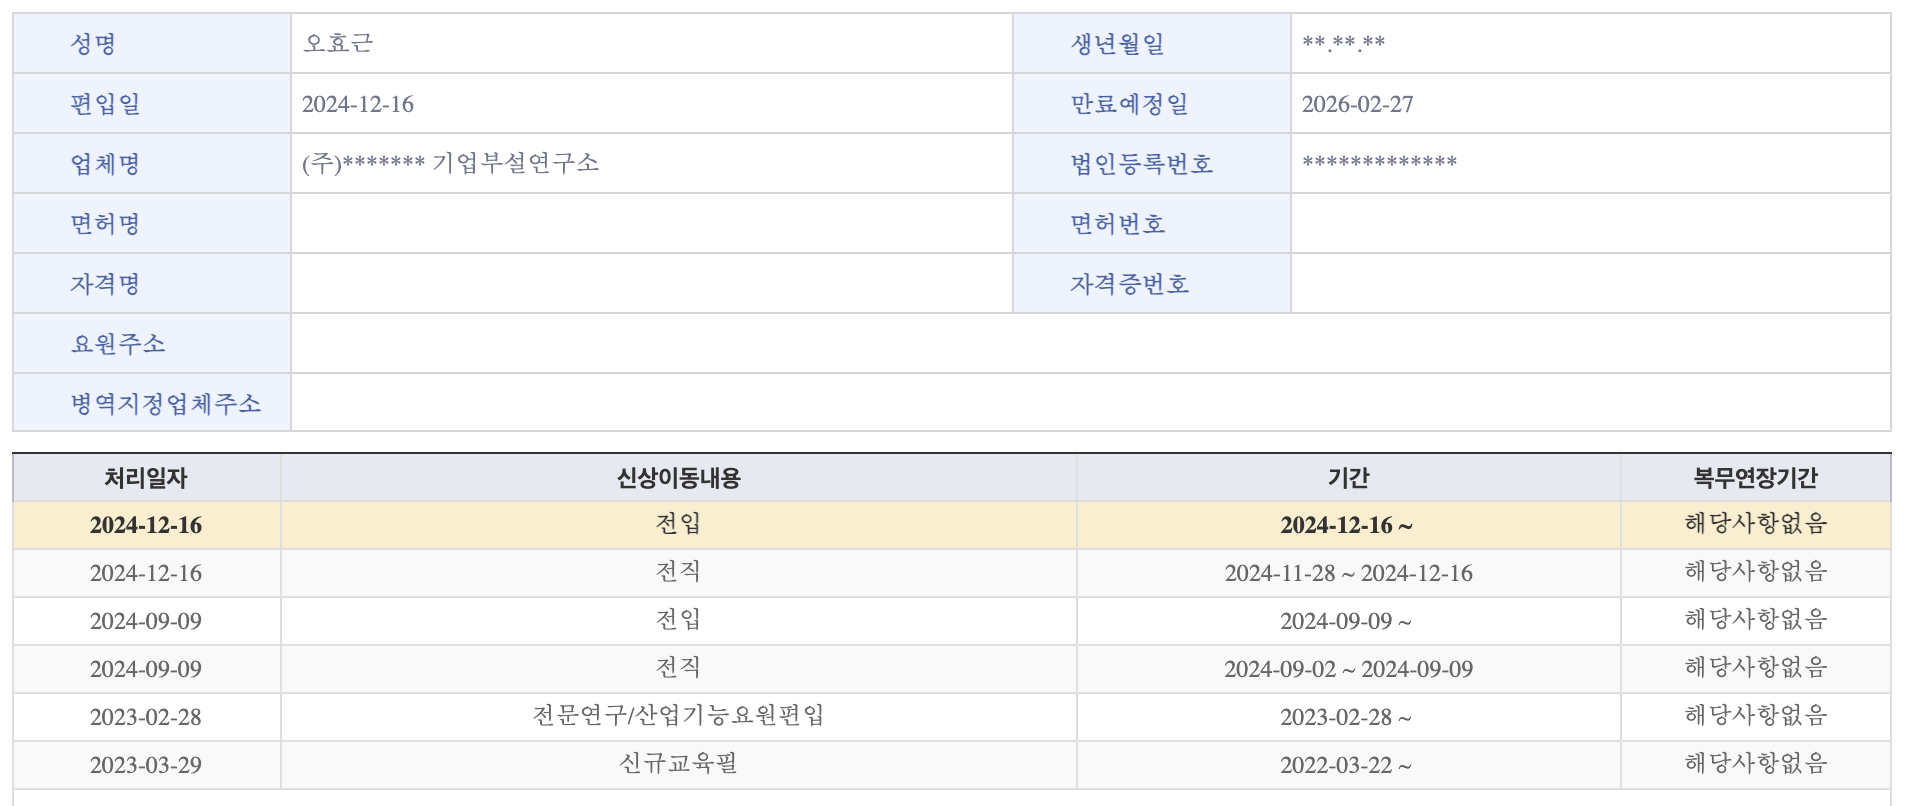 성명 오효근 생년월일 **.**.**
편입일 2024-12-16 만료예정일 2026-02-27
업체명 (주)******* 기업부설연구소 법인등록번호 *************
면허명 면허번호
자격명 자격증번호
요원주소
병역지정업체주소
처리일자 신상이동내용 기간 복무연장기간
2024-12-16 전입 2024-12-16 ~ 해당사항없음
2024-12-16 전직 2024-11-28 ~ 2024-12-16 해당사항없음
2024-09-09 전입 2024-09-09 ~ 해당사항없음
2024-09-09 전직 2024-09-02 ~ 2024-09-09 해당사항없음
2023-02-28 전문연구/산업기능요원편입 2023-02-28 ~ 해당사항없음
2023-03-29 신규교육필 2022-03-22 ~ 해당사항없음